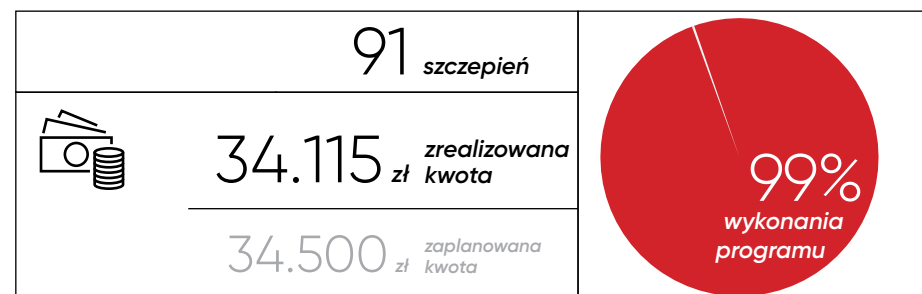 91 szczepień
34.115 zł zrealizowana
kwota
34.500 zł zaplanowana
kwota
99%
wykonania
programu